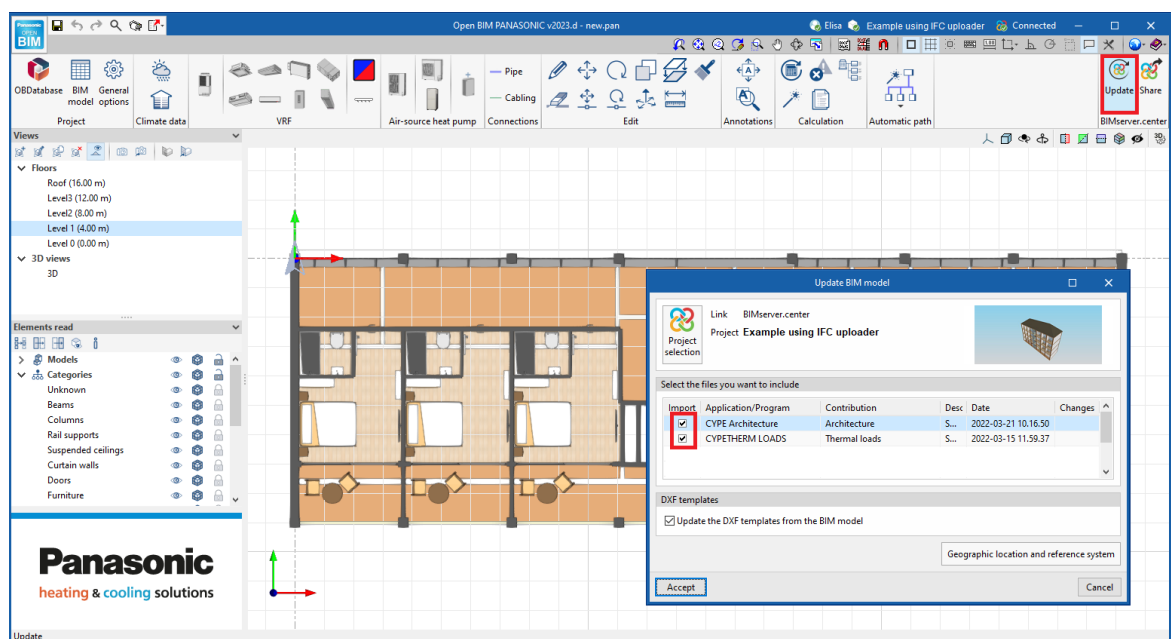 Panasonic
OPEN
BIM
Open BIM PANASONIC v2023.d - new.pan
Elisa
Example using IFC uploader
Connected
OBDatabase
BIM model
General options
Pipe
Cabling
Update
Share
Project
Climate data
VRF
Air-source heat pump
Connections
Edit
Annotations
Calculation
Automatic path
BIMserver.center
Views
Floors
Roof (16.00 m)
Level3 (12.00 m)
Level2 (8.00 m)
Level 1 (4.00 m)
Level 0 (0.00 m)
3D views
3D
Elements read
Models
Categories
Unknown
Beams
Columns
Rail supports
Suspended ceilings
Curtain walls
Doors
Furniture
Panasonic
heating & cooling solutions
Update
Update BIM model
Project selection
Link BIMserver.center
Project Example using IFC uploader
Select the files you want to include
Import Application/Program Contribution Desc Date Changes
CYPE Architecture Architecture S... 2022-03-21 10.16.50
CYPETHERM LOADS Thermal loads S... 2022-03-15 11.59.37
DXF templates
Update the DXF templates from the BIM model
Geographic location and reference system
Accept
Cancel